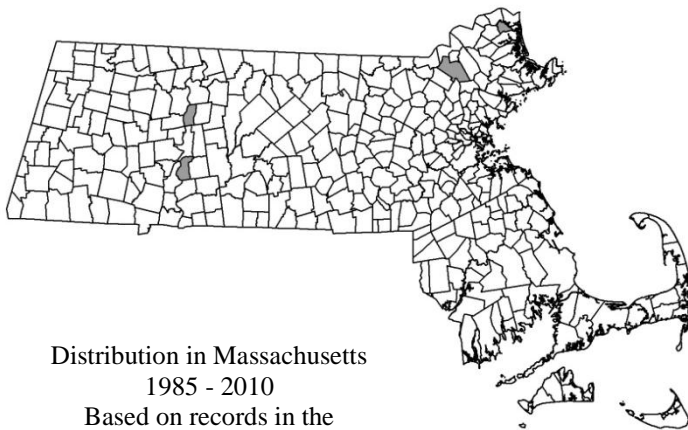 Distribution in Massachusetts
1985 - 2010
Based on records in the